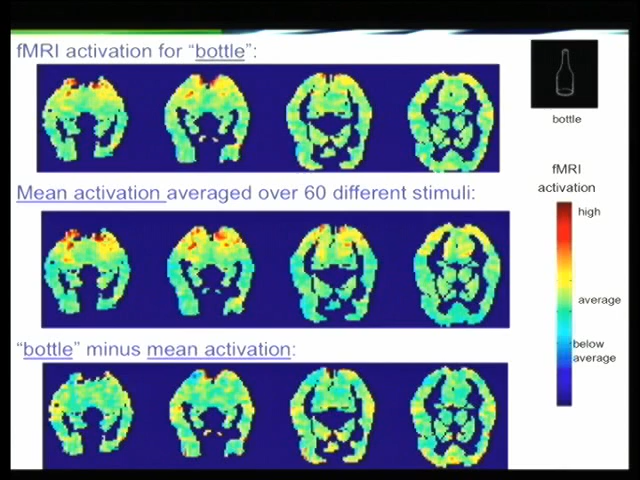 fMRI activation for “bottle”:
bottle
fMRI
activation
Mean activation averaged over 60 different stimuli:
high
average
below
average
“bottle” minus mean activation: